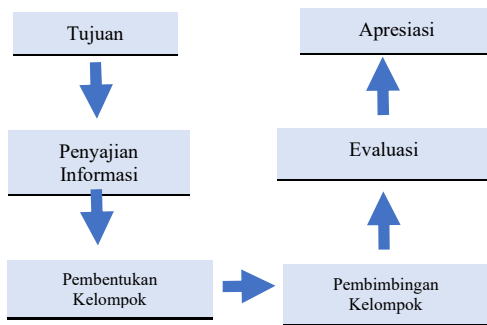 Tujuan
Penyajian
Informasi
Pembentukan
Kelompok
Pembimbingan
Kelompok
Evaluasi
Apresiasi